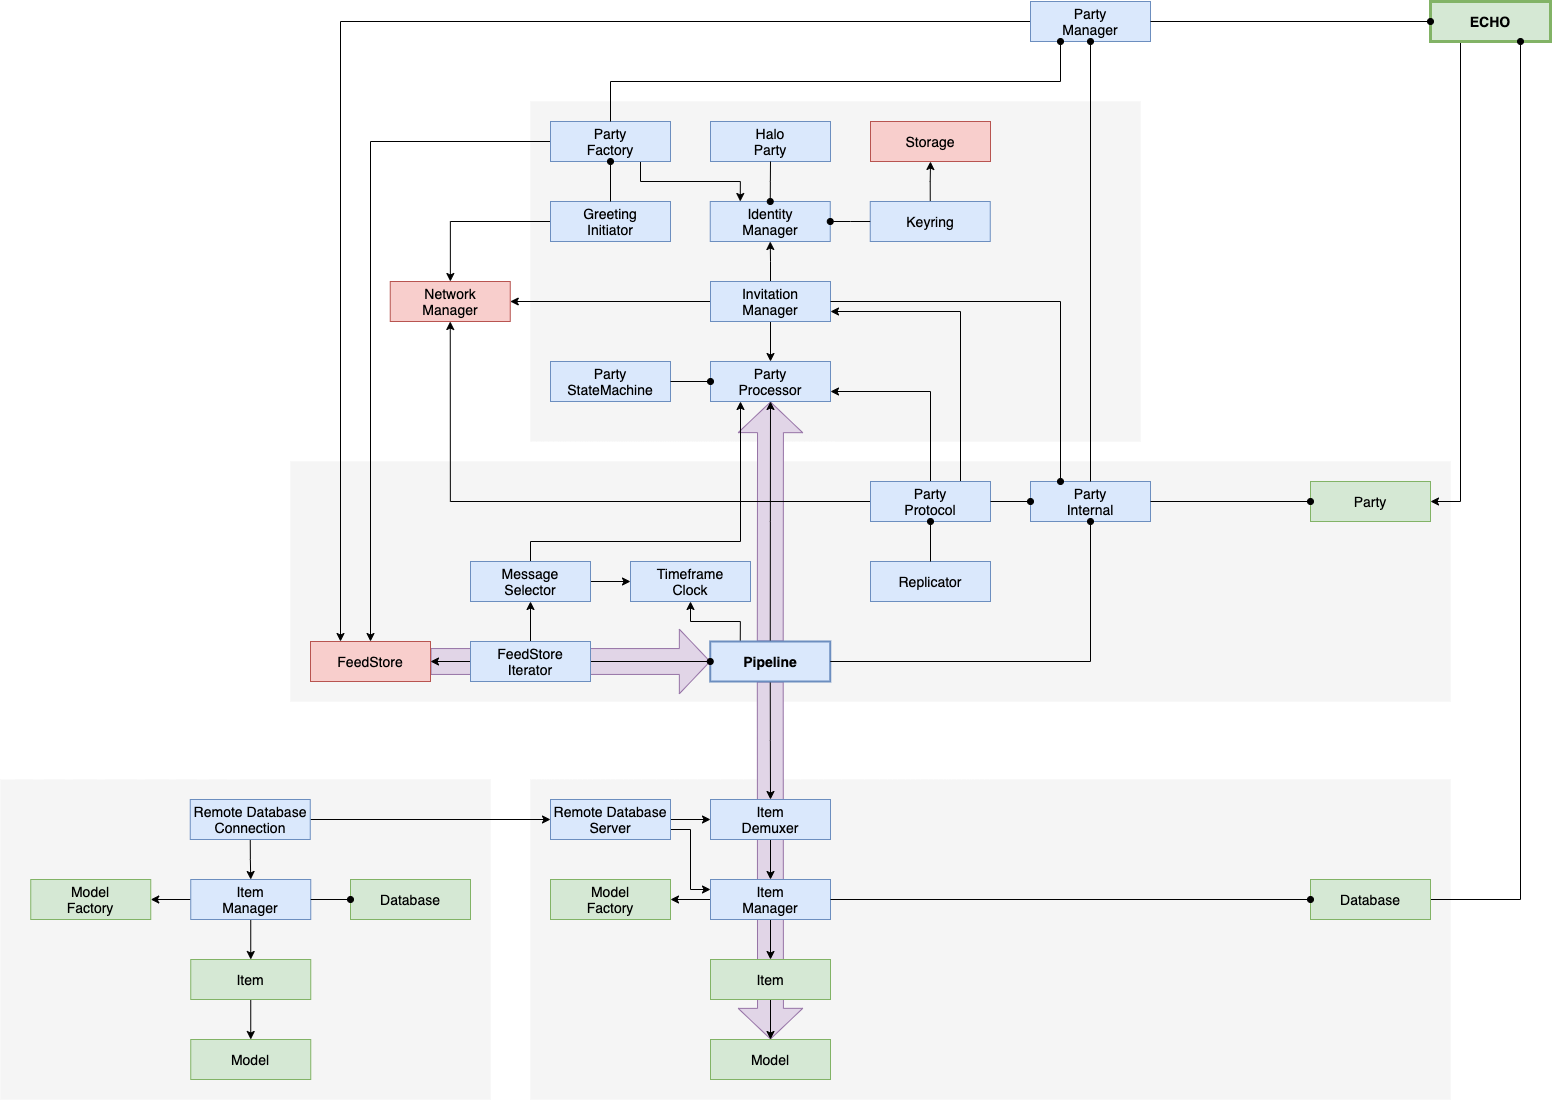 Party
Manager
ECHO
Party
Factory
Halo
Party
Storage
Greeting
Initiator
Identity
Manager
Keyring
Network
Manager
Invitation
Manager
Party
StateMachine
Party
Processor
Party
Protocol
Party
Internal
Party
Message
Selector
Timeframe
Clock
Replicator
FeedStore
FeedStore
Iterator
Pipeline
Remote Database
Connection
Remote Database
Server
Item
Demuxer
Model
Factory
Item
Manager
Database
Model
Factory
Item
Manager
Database
Item
Item
Model
Model